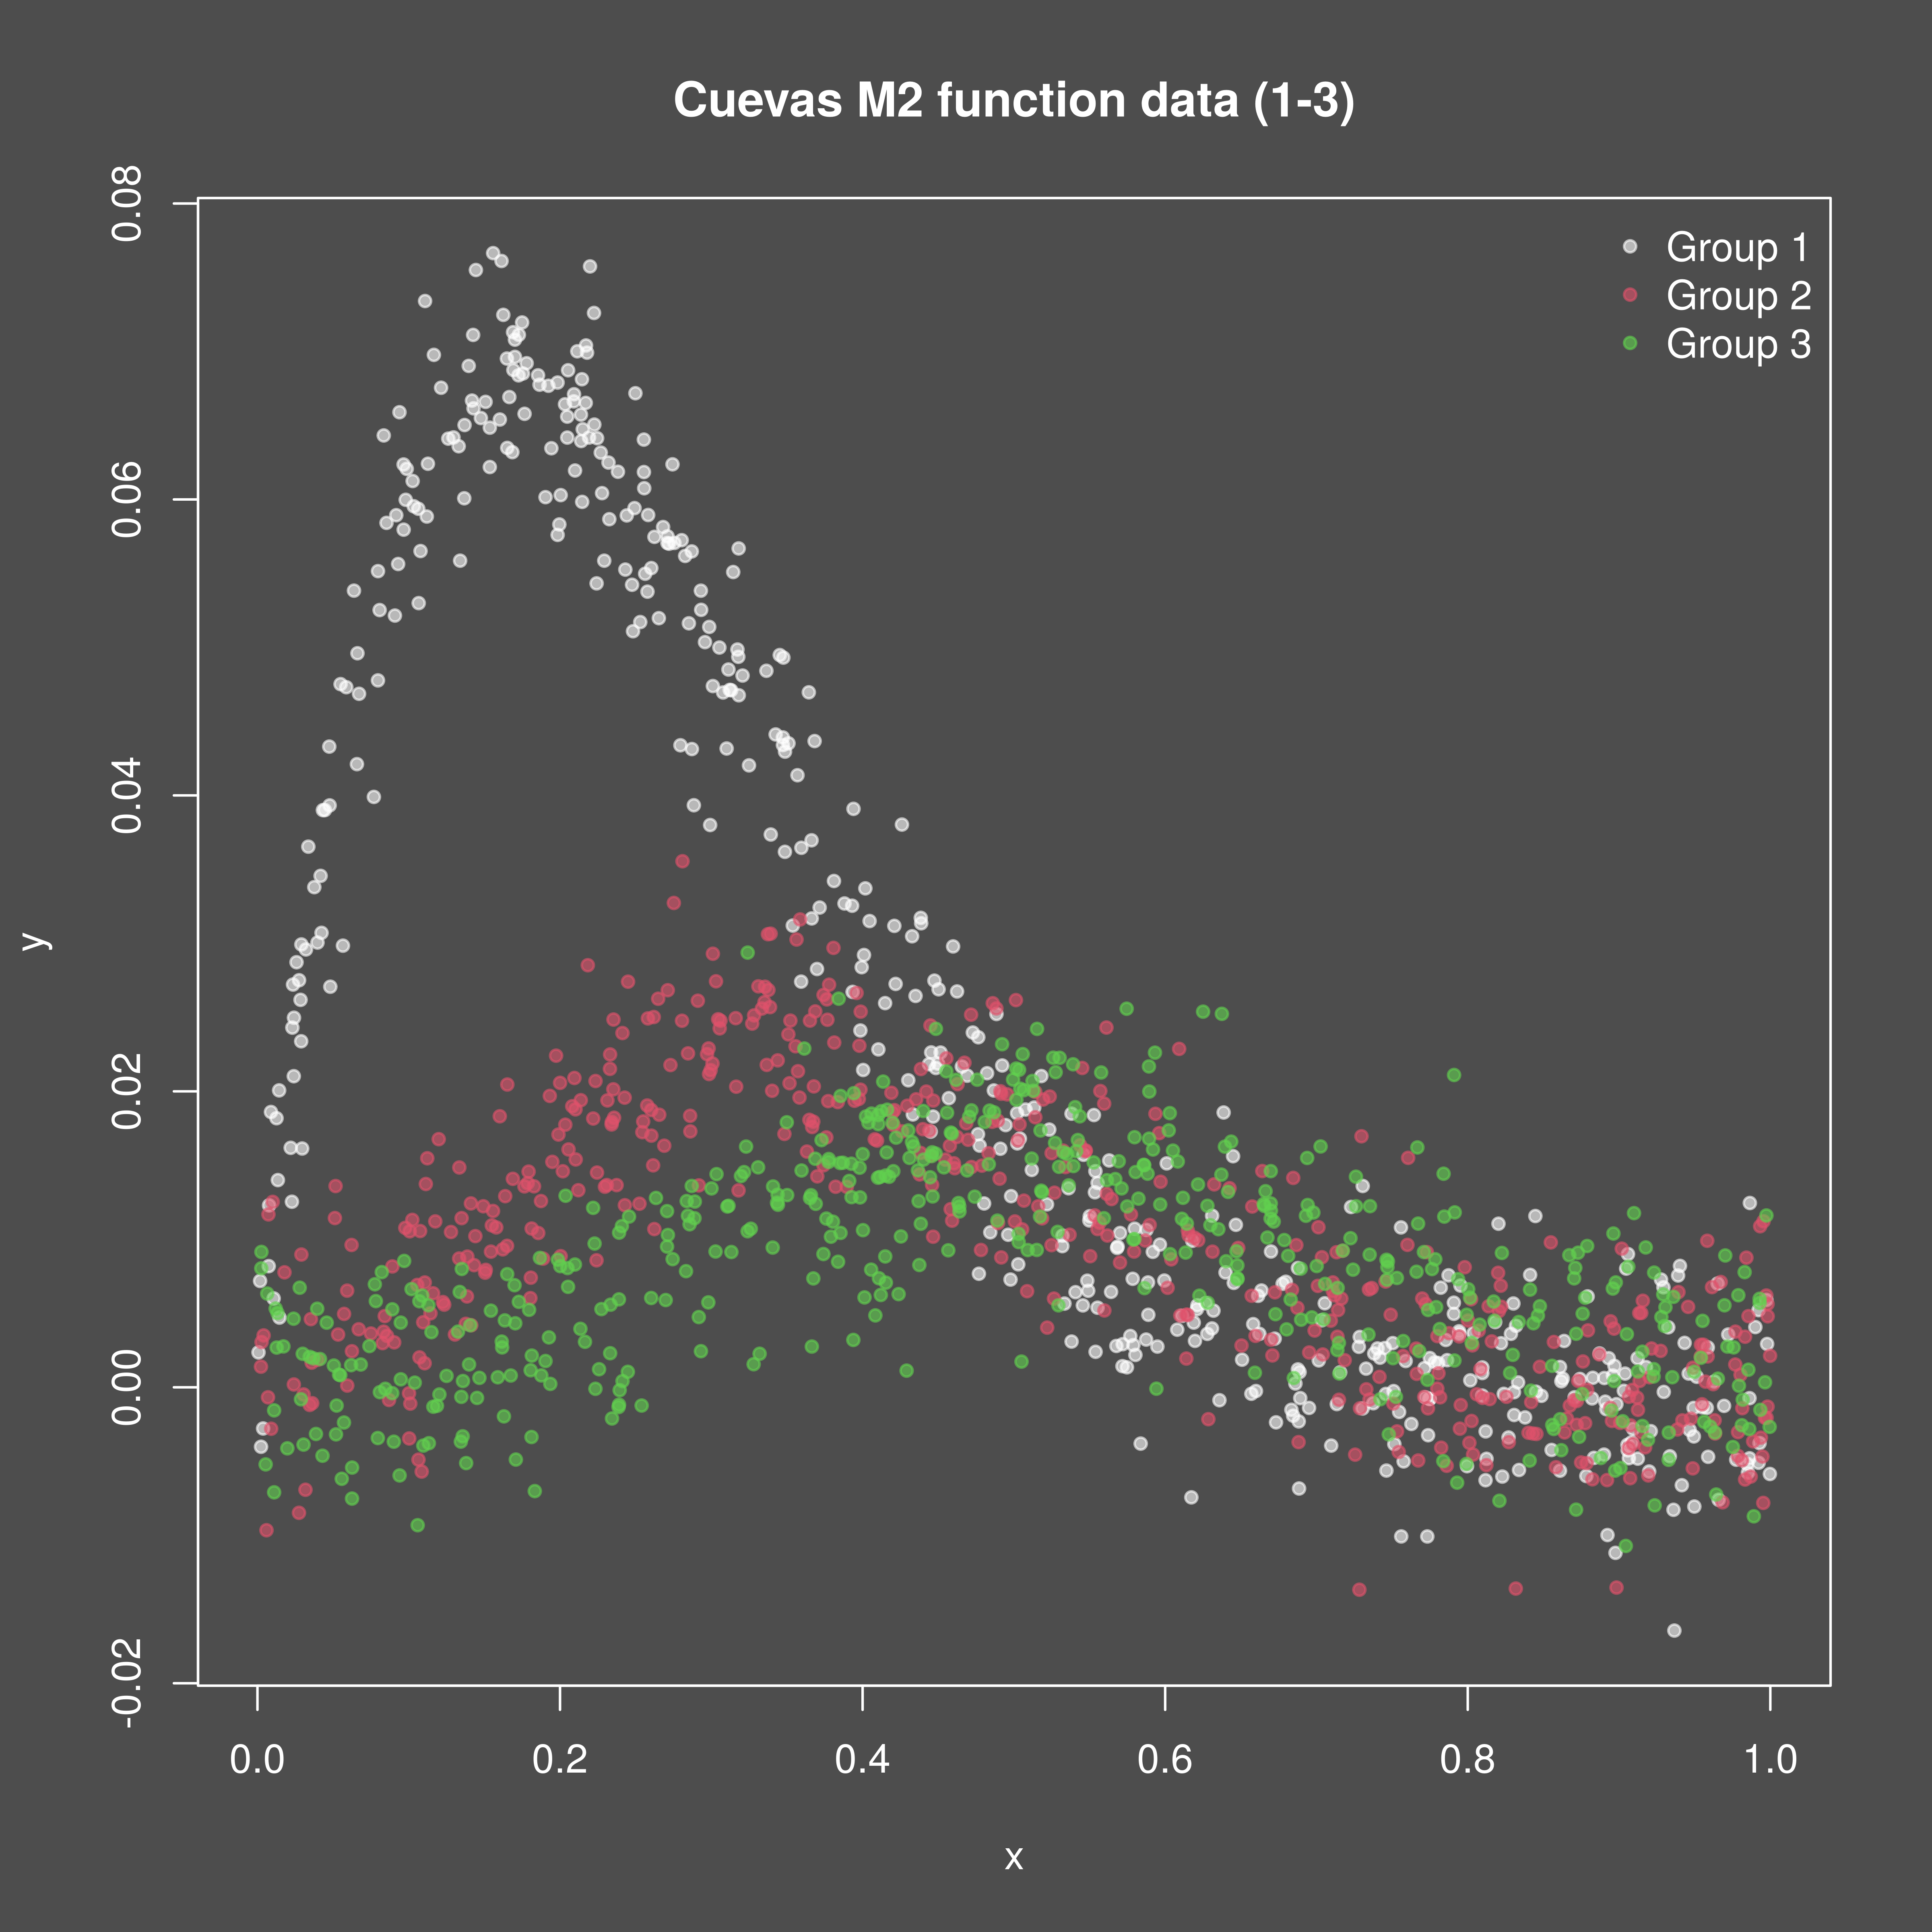 Cuevas M2 function data (1-3)
Group 1
Group 2
Group 3
y
0.08
0.06
0.04
0.02
0.00
-0.02
0.0 0.2 0.4 0.6 0.8 1.0
x